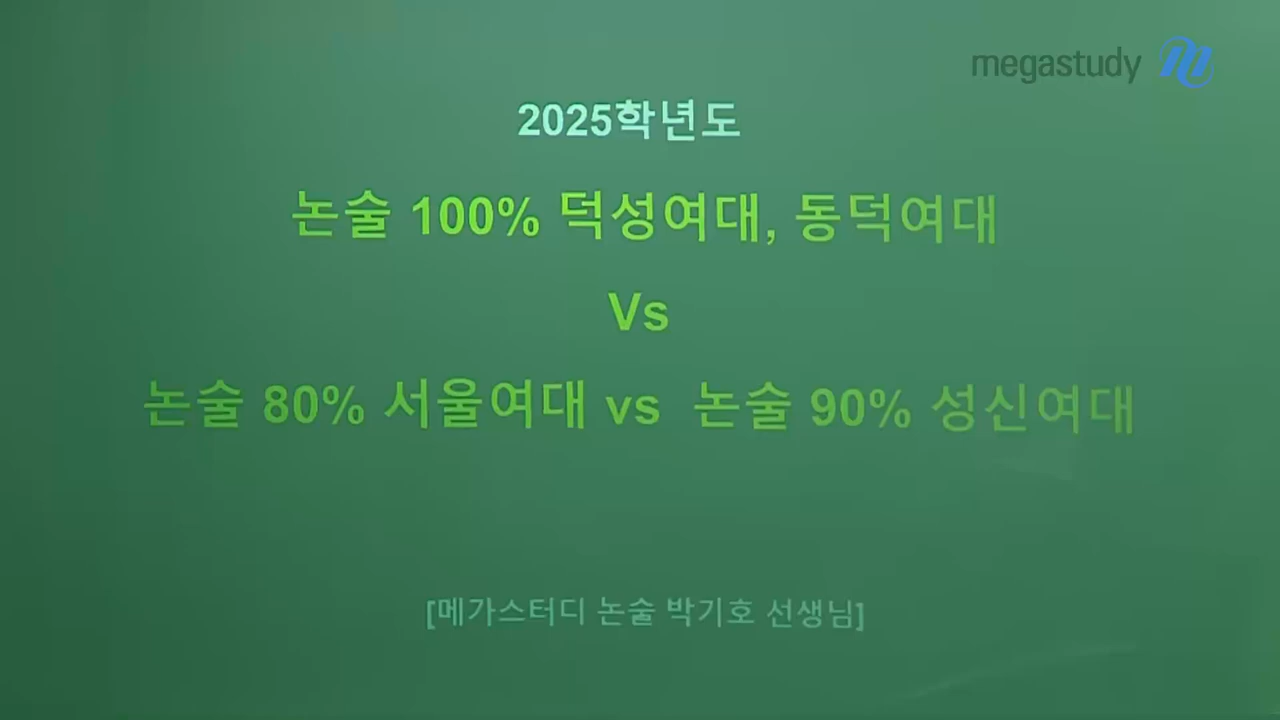 megastudy
2025학년도
논술 100% 덕성여대, 동덕여대
Vs
논술 80% 서울여대 vs 논술 90% 성신여대
[메가스터디 논술 박기호 선생님]